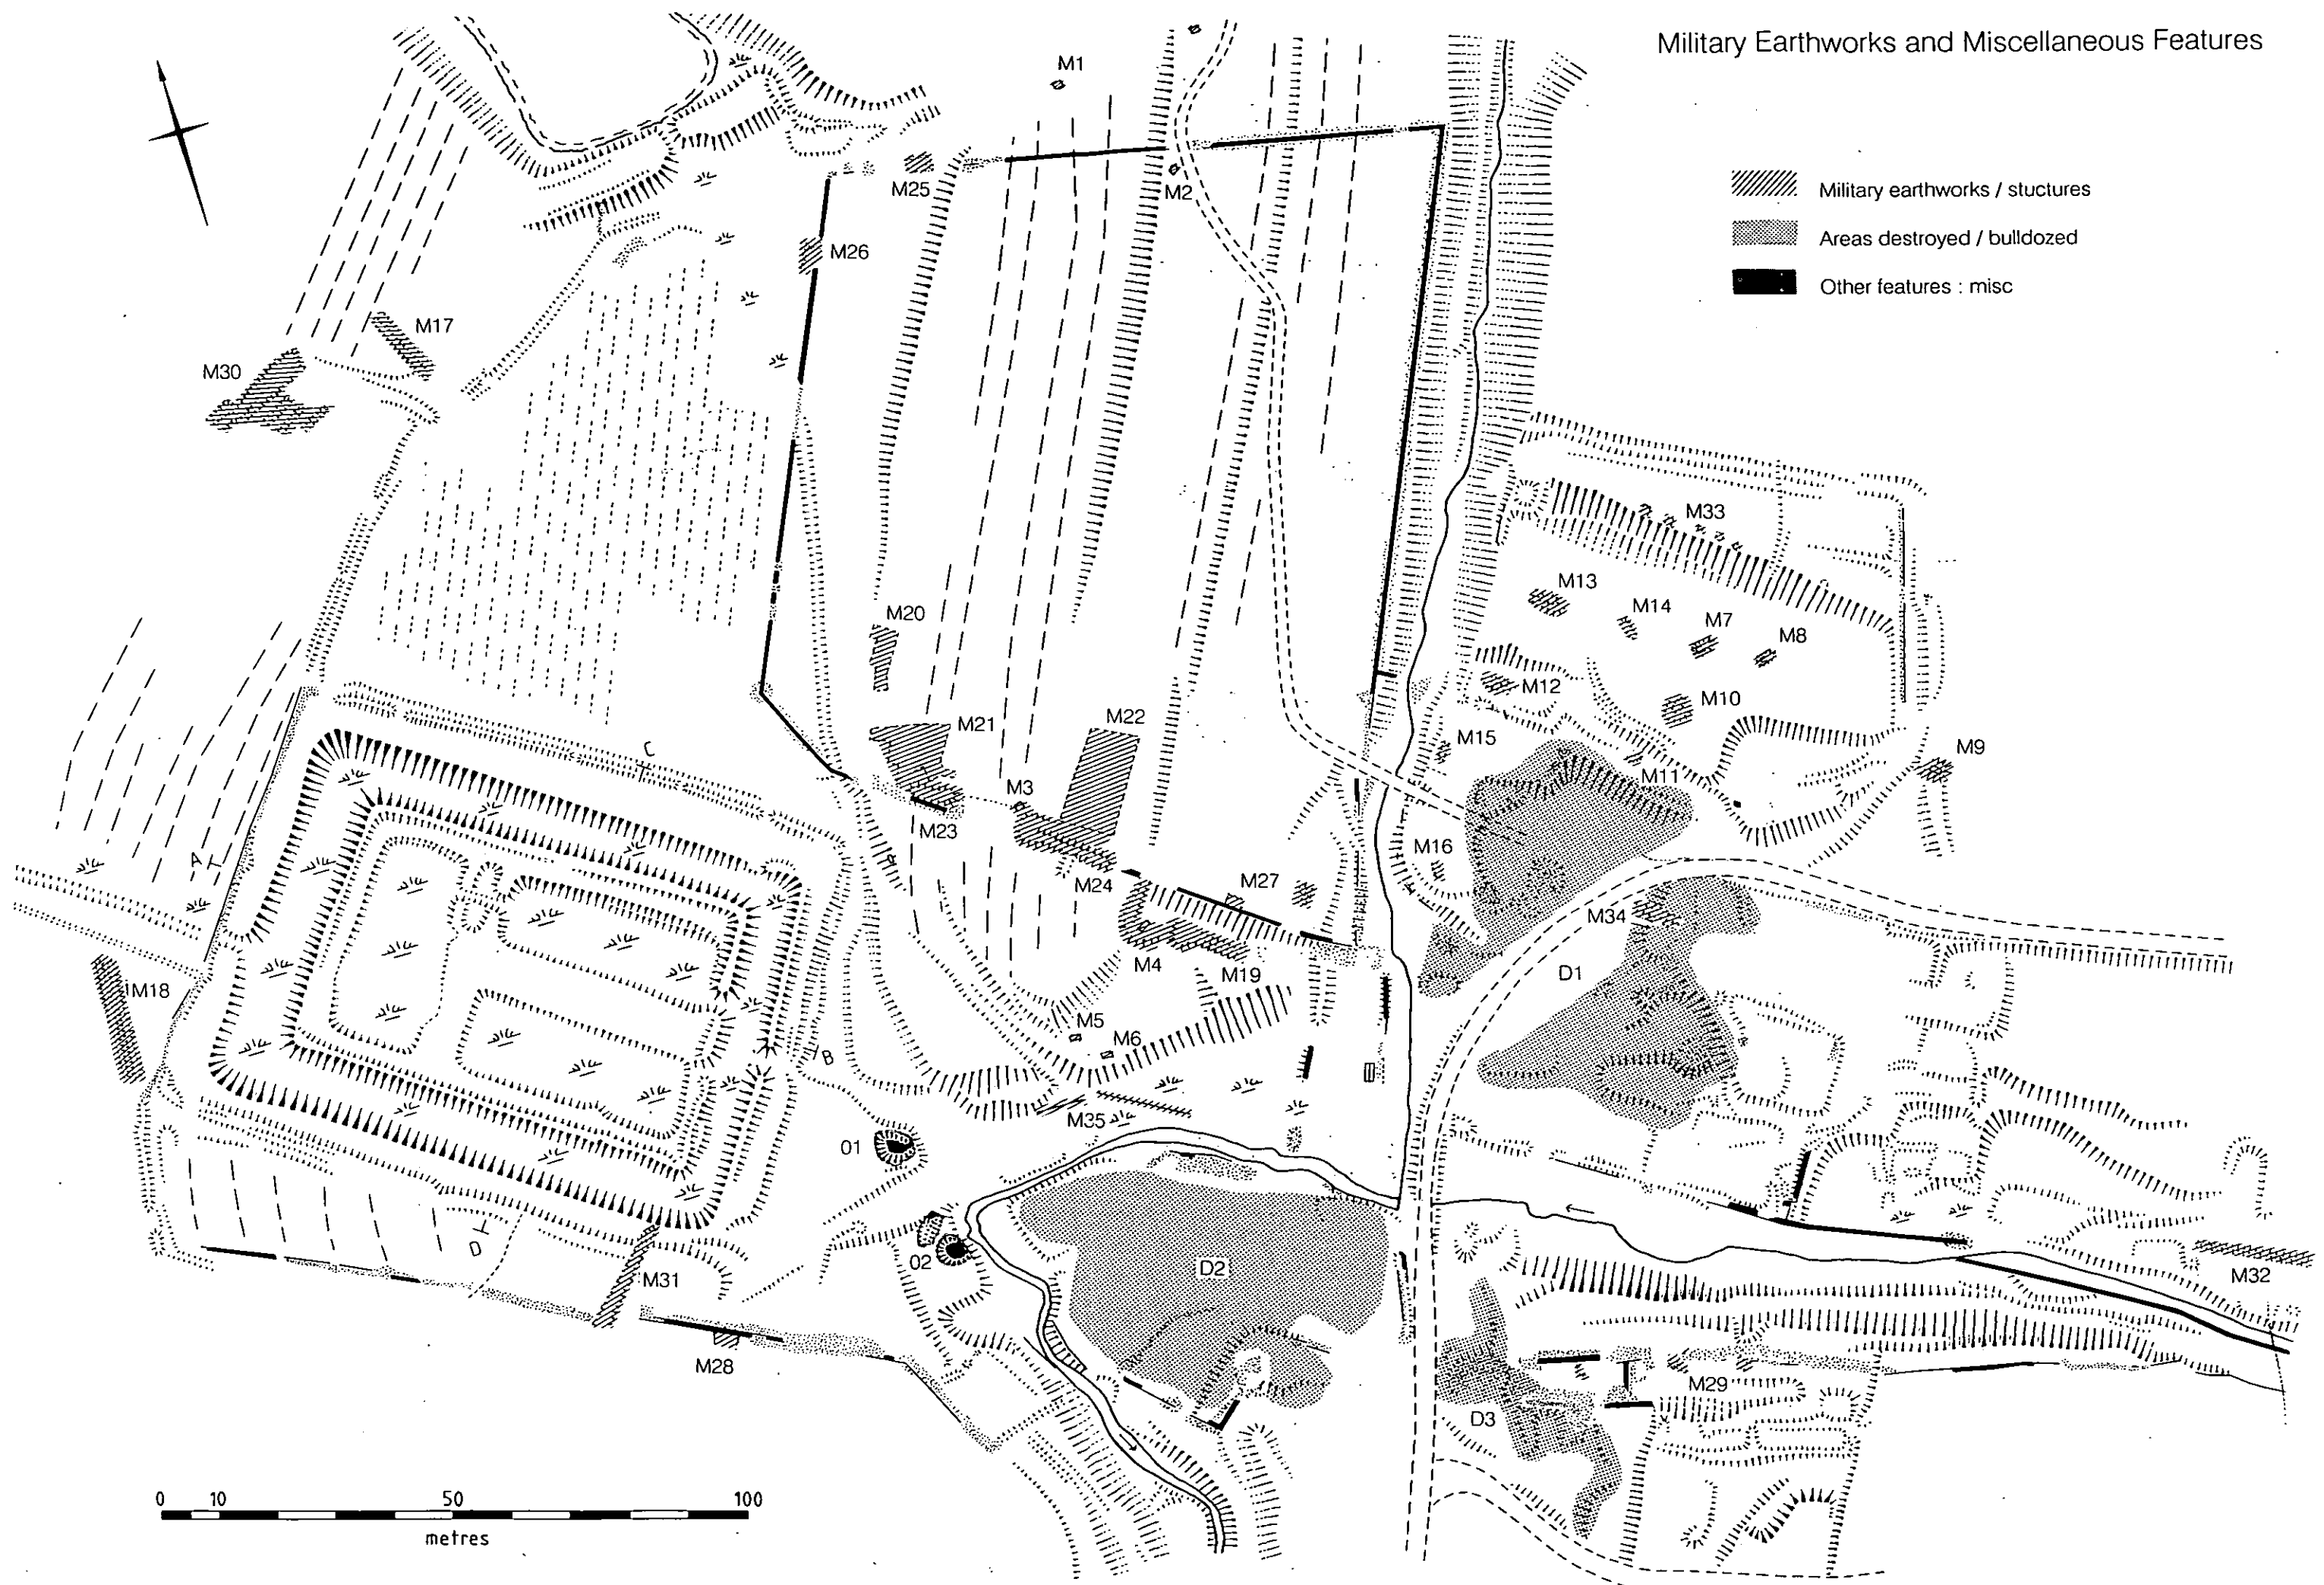 Military Earthworks and Miscellaneous Features
Military earthworks / stuctures
Areas destroyed / bulldozed
Other features : misc
M1
M2
M25
M26
M17
M30
M33
M13
M14
M7
M8
M20
M12
M10
M21
M22
M15
M9
C
M3
M11
M23
M16
A
M24
M27
M34
M4
M19
D1
M18
M5
M6
B
M35
O1
D
O2
D2
M31
M32
M28
M29
D3
0 10 50 100
metres